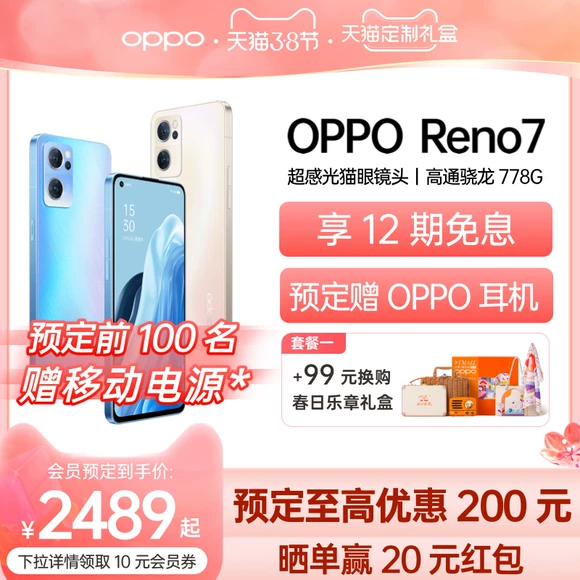 oppo
天猫3.8节
天猫定制礼盒
OPPO Reno7
超感光猫眼镜头 | 高通骁龙 778G
享 12 期免息
预定赠 OPPO 耳机
15
30
预定前 100 名
赠移动电源*
套餐一
+99 元换购
春日乐章礼盒
oppo
会员预定到手价:
¥2489起
下拉详情领取 10 元会员券
预定至高优惠 200 元
晒单赢 20 元红包